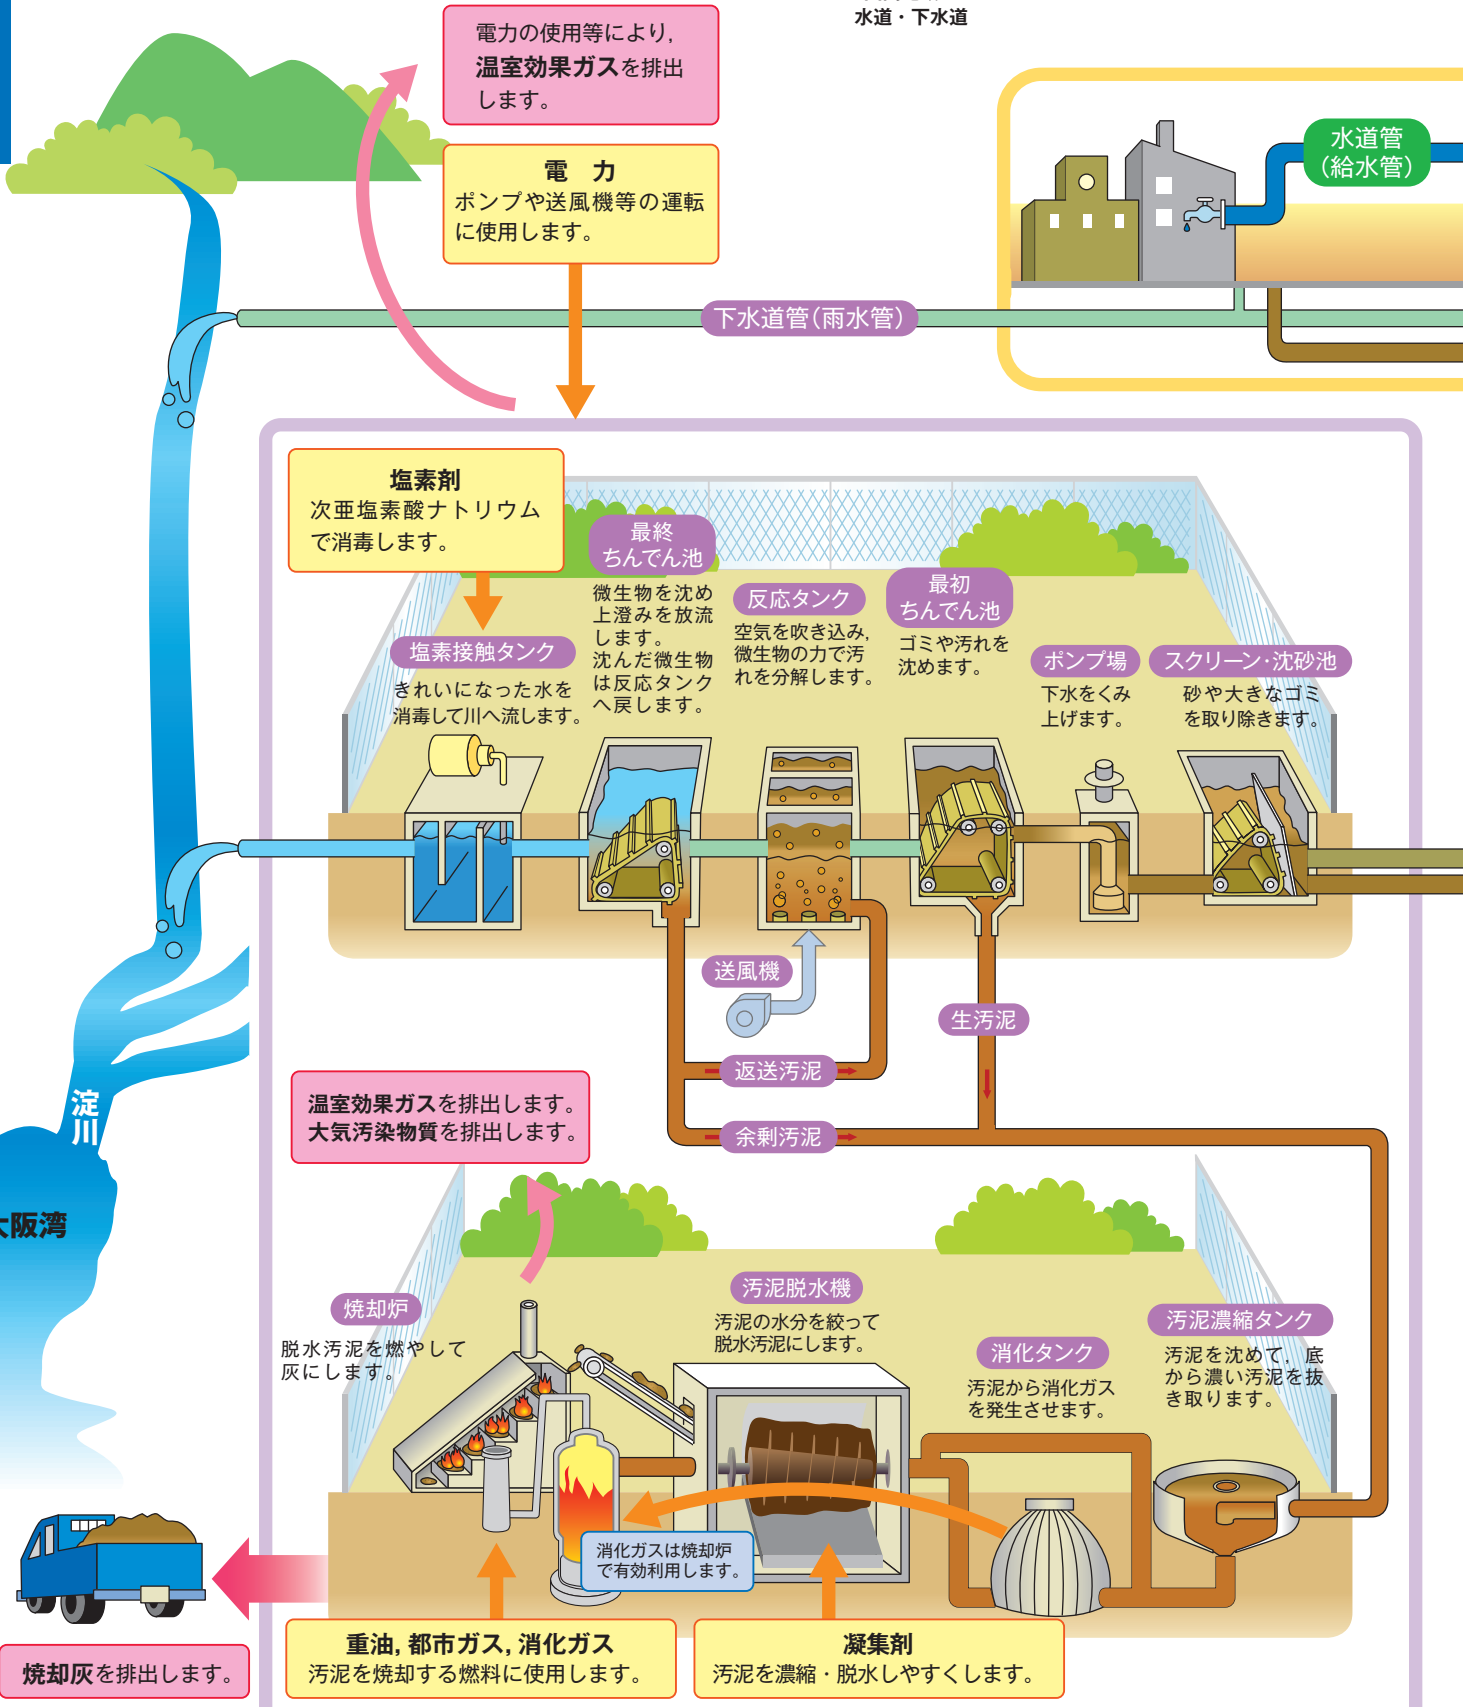 水道・下水道
電力の使用等により,
温室効果ガスを排出
します。
電　力
ポンプや送風機等の運転
に使用します。
水道管
（給水管）
下水道管（雨水管）
塩素剤
次亜塩素酸ナトリウム
で消毒します。
塩素接触タンク
きれいになった水を
消毒して川へ流します。
最終
ちんでん池
微生物を沈め
上澄みを放流
します。
沈んだ微生物
は反応タンク
へ戻します。
反応タンク
空気を吹き込み,
微生物の力で汚
れを分解します。
最初
ちんでん池
ゴミや汚れを
沈めます。
ポンプ場
下水をくみ
上げます。
スクリーン・沈砂池
砂や大きなゴミ
を取り除きます。
送風機
生汚泥
返送汚泥
余剰汚泥
淀川
大阪湾
温室効果ガスを排出します。
大気汚染物質を排出します。
焼却炉
脱水汚泥を燃やして
灰にします。
汚泥脱水機
汚泥の水分を絞って
脱水汚泥にします。
消化タンク
汚泥から消化ガス
を発生させます。
汚泥濃縮タンク
汚泥を沈めて，底
から濃い汚泥を抜
き取ります。
消化ガスは焼却炉
で有効利用します。
焼却灰を排出します。
重油, 都市ガス, 消化ガス
汚泥を焼却する燃料に使用します。
凝集剤
汚泥を濃縮・脱水しやすくします。